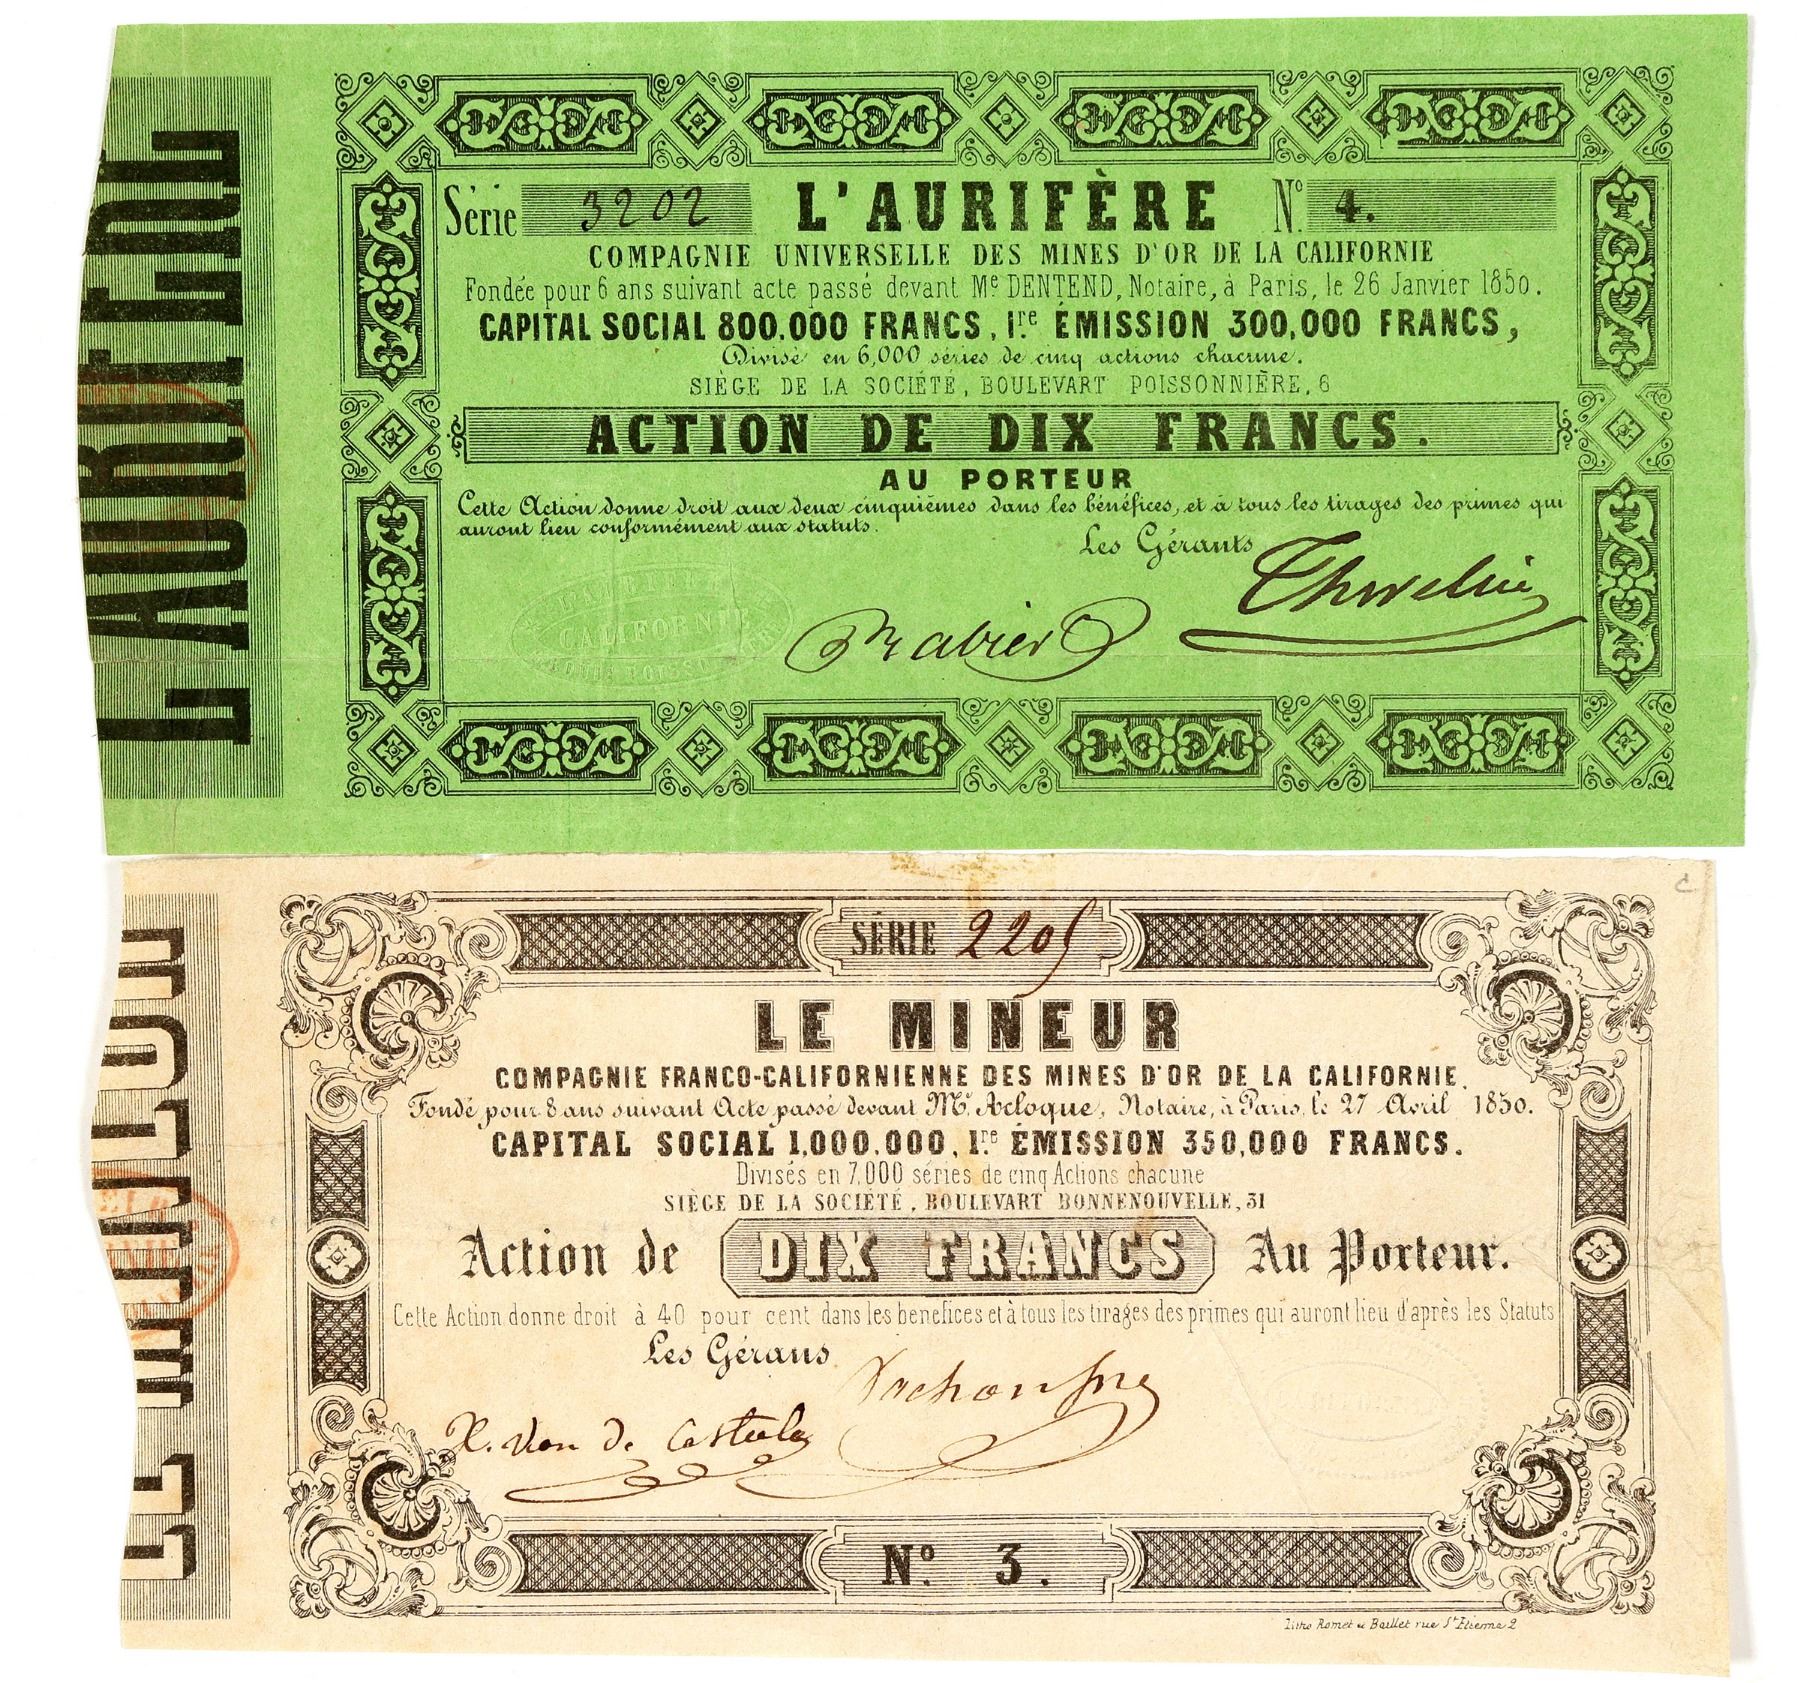 L'AURIFÈRE
Série 3202 L'AURIFÈRE N° 4.
COMPAGNIE UNIVERSELLE DES MINES D'OR DE LA CALIFORNIE
Fondée pour 6 ans suivant acte passé devant Me DENTEND, Notaire, à Paris, le 26 Janvier 1850.
CAPITAL SOCIAL 800.000 FRANCS, 1re ÉMISSION 300,000 FRANCS,
Divisé en 6,000 séries de cinq actions chacune.
SIÈGE DE LA SOCIÉTÉ, BOULEVART POISSONNIÈRE, 6
ACTION DE DIX FRANCS.
AU PORTEUR
Cette Action donne droit aux deux cinquièmes dans les bénéfices, et à tous les tirages des primes qui
auront lieu conformément aux statuts.
Les Gérants
CALIFORNIE
Rabier
LE MINEUR
SÉRIE 2205
LE MINEUR
COMPAGNIE FRANCO-CALIFORNIENNE DES MINES D'OR DE LA CALIFORNIE.
Fondé pour 8 ans suivant Acte passé devant Mr. Acloque, Notaire, à Paris, le 27 Avril 1850.
CAPITAL SOCIAL 1,000.000, 1re ÉMISSION 350,000 FRANCS.
Divisés en 7,000 séries de cinq Actions chacune
SIÈGE DE LA SOCIÉTÉ, BOULEVART BONNENOUVELLE, 31
Action de DIX FRANCS Au Porteur.
Cette Action donne droit à 40 pour cent dans les benefices et à tous les tirages des primes qui auront lieu d'après les Statuts
Les Gérans
N° 3.
Litho Romet et Baillet rue St Etienne 2